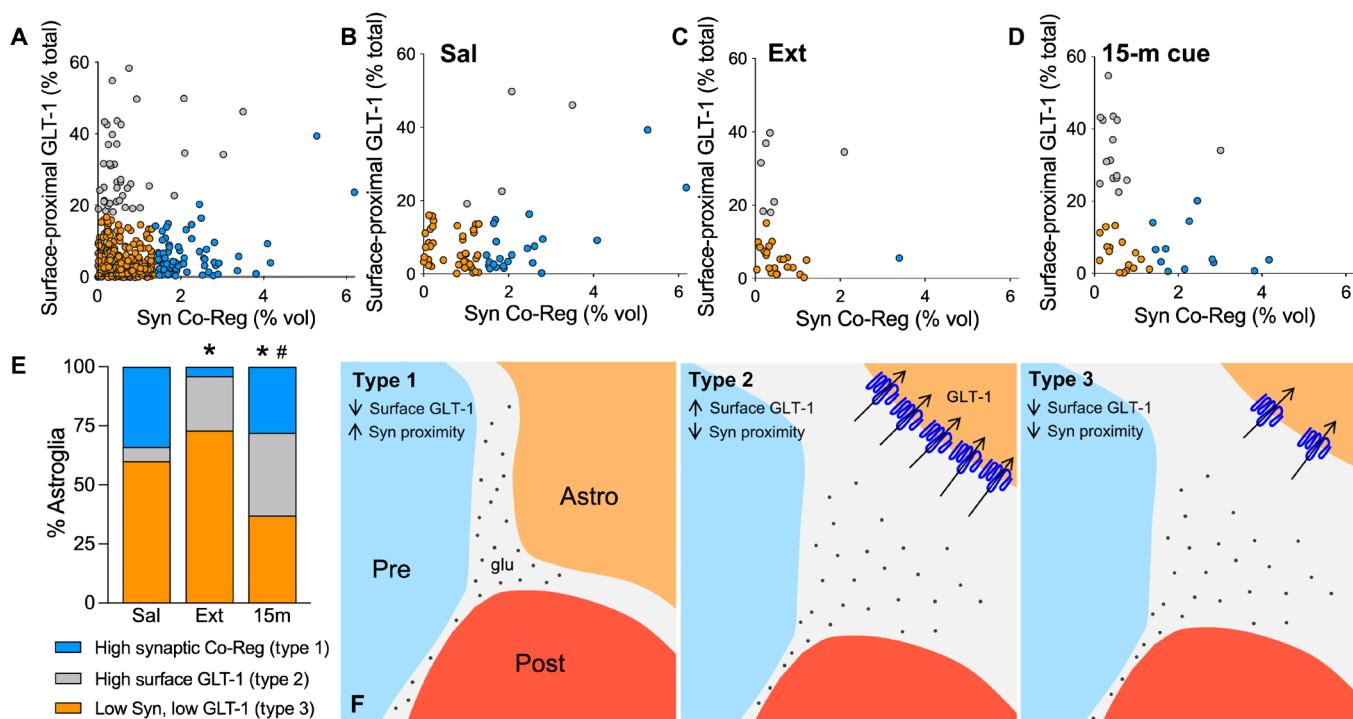 A
Surface-proximal GLT-1 (% total)
60
40
20
0
0
2
4
6
Syn Co-Reg (% vol)
B
Sal
Surface-proximal GLT-1 (% total)
60
40
20
0
0
2
4
6
Syn Co-Reg (% vol)
C
Ext
Surface-proximal GLT-1 (% total)
60
40
20
0
0
2
4
6
Syn Co-Reg (% vol)
D
15-m cue
Surface-proximal GLT-1 (% total)
60
40
20
0
0
2
4
6
Syn Co-Reg (% vol)
E
% Astroglia
100
75
50
25
0
*
* #
Sal
Ext
15m
High synaptic Co-Reg (type 1)
High surface GLT-1 (type 2)
Low Syn, low GLT-1 (type 3)
Type 1
↓ Surface GLT-1
↑ Syn proximity
Astro
glu
Pre
Post
F
Type 2
↑ Surface GLT-1
↓ Syn proximity
GLT-1
Type 3
↓ Surface GLT-1
↓ Syn proximity